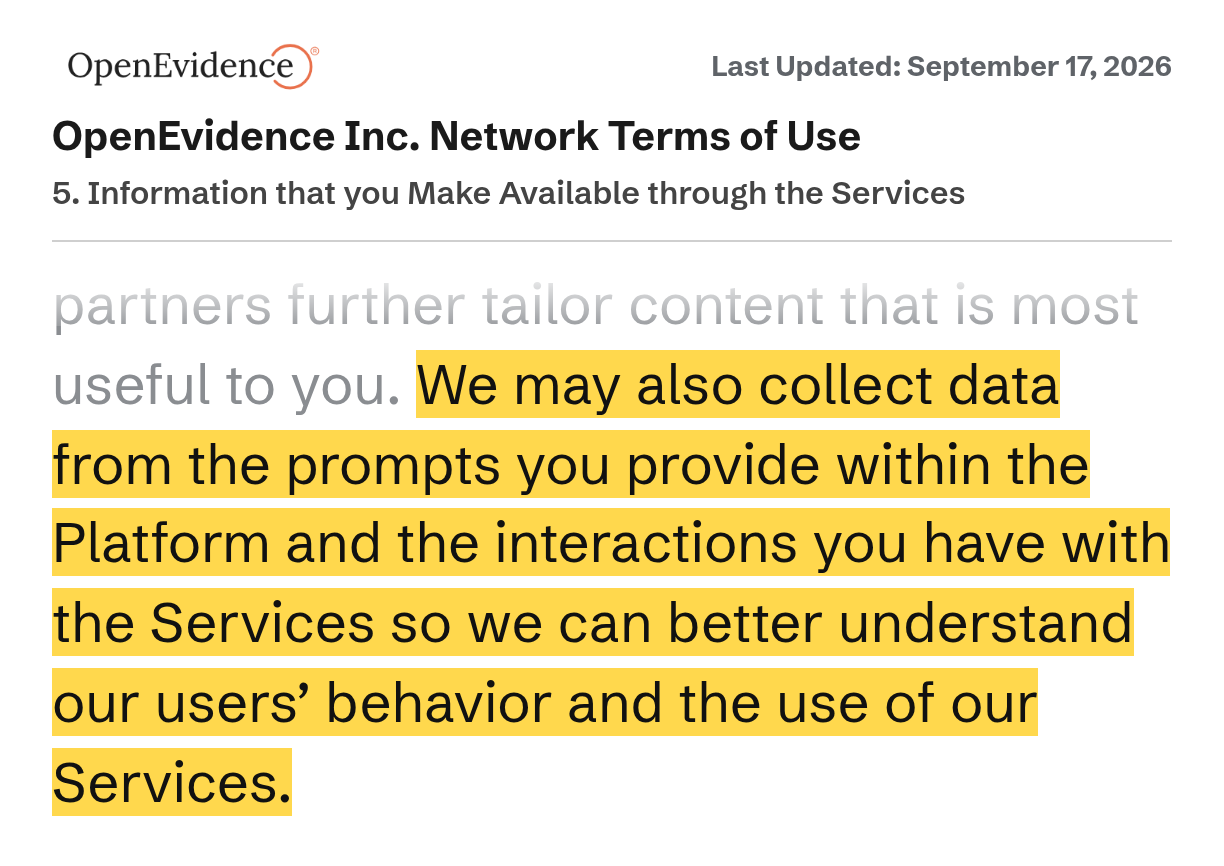 OpenEvidence®
Last Updated: September 17, 2026
OpenEvidence Inc. Network Terms of Use
5. Information that you Make Available through the Services
partners further tailor content that is most
useful to you. We may also collect data
from the prompts you provide within the
Platform and the interactions you have with
the Services so we can better understand
our users’ behavior and the use of our
Services.